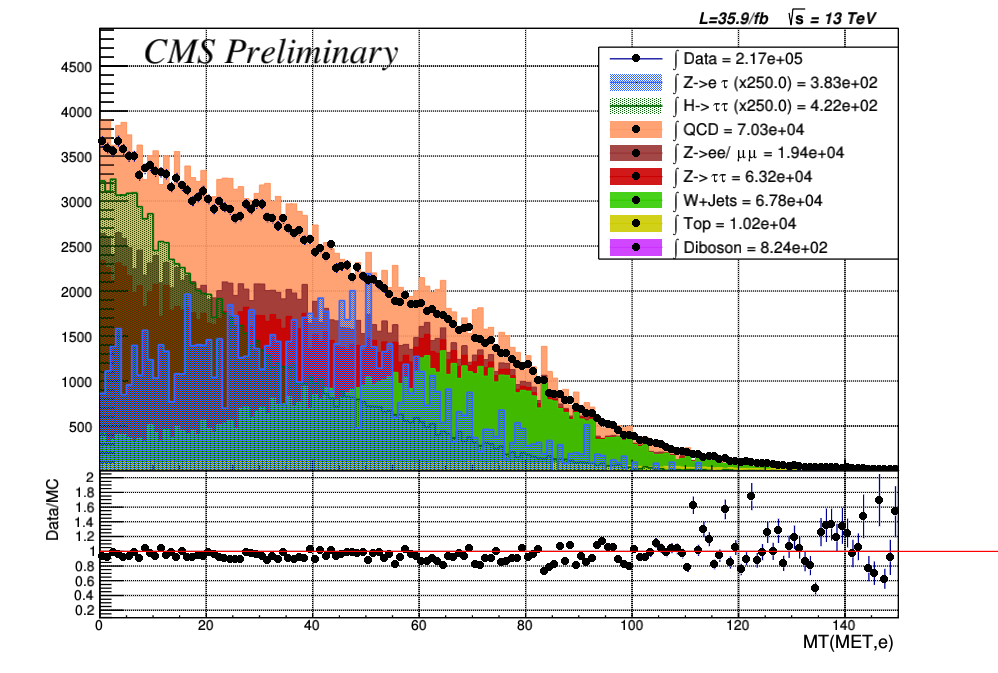 L=35.9/fb √s = 13 TeV
CMS Preliminary
∫ Data = 2.17e+05
∫ Z->e τ (x250.0) = 3.83e+02
∫ H-> ττ (x250.0) = 4.22e+02
∫ QCD = 7.03e+04
∫ Z->ee/ μμ = 1.94e+04
∫ Z-> ττ = 6.32e+04
∫ W+Jets = 6.78e+04
∫ Top = 1.02e+04
∫ Diboson = 8.24e+02
4500
4000
3500
3000
2500
2000
1500
1000
500
Data/MC
2
1.8
1.6
1.4
1.2
1
0.8
0.6
0.4
0.2
0 20 40 60 80 100 120 140
MT(MET,e)